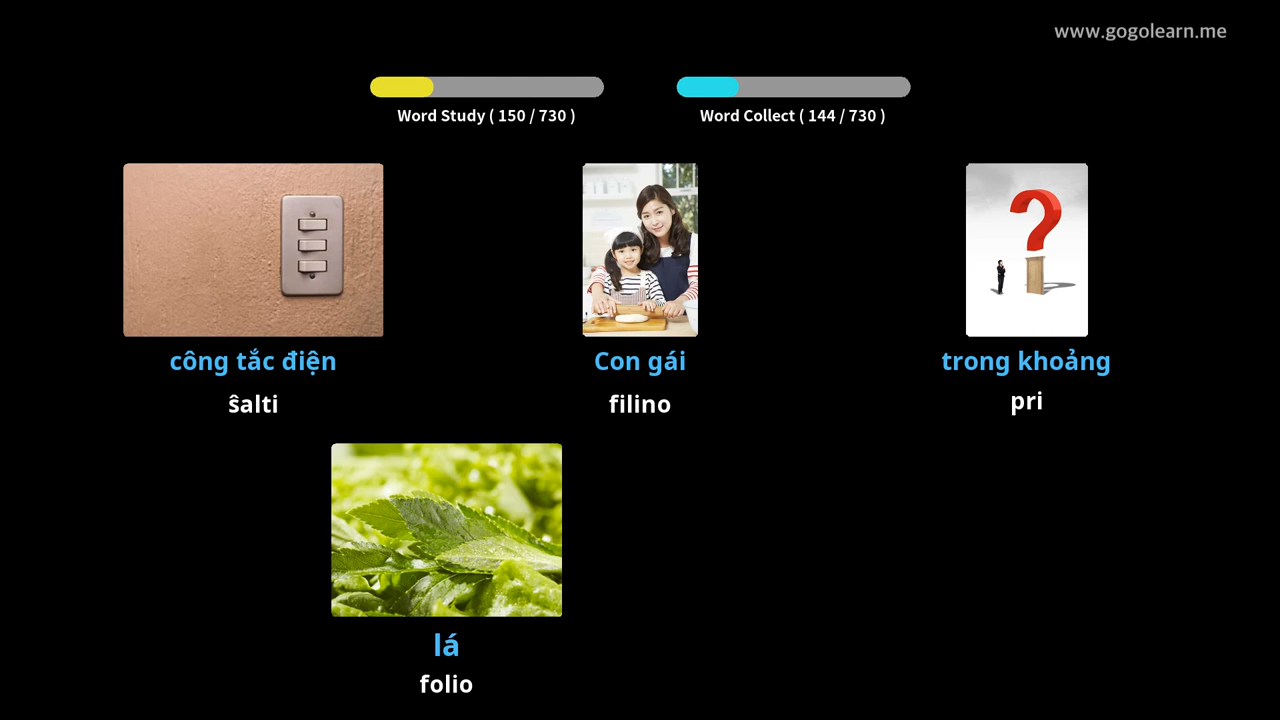 www.gogolearn.me
Word Study ( 150 / 730 )
Word Collect ( 144 / 730 )
công tắc điện
ŝalti
Con gái
filino
trong khoảng
pri
lá
folio